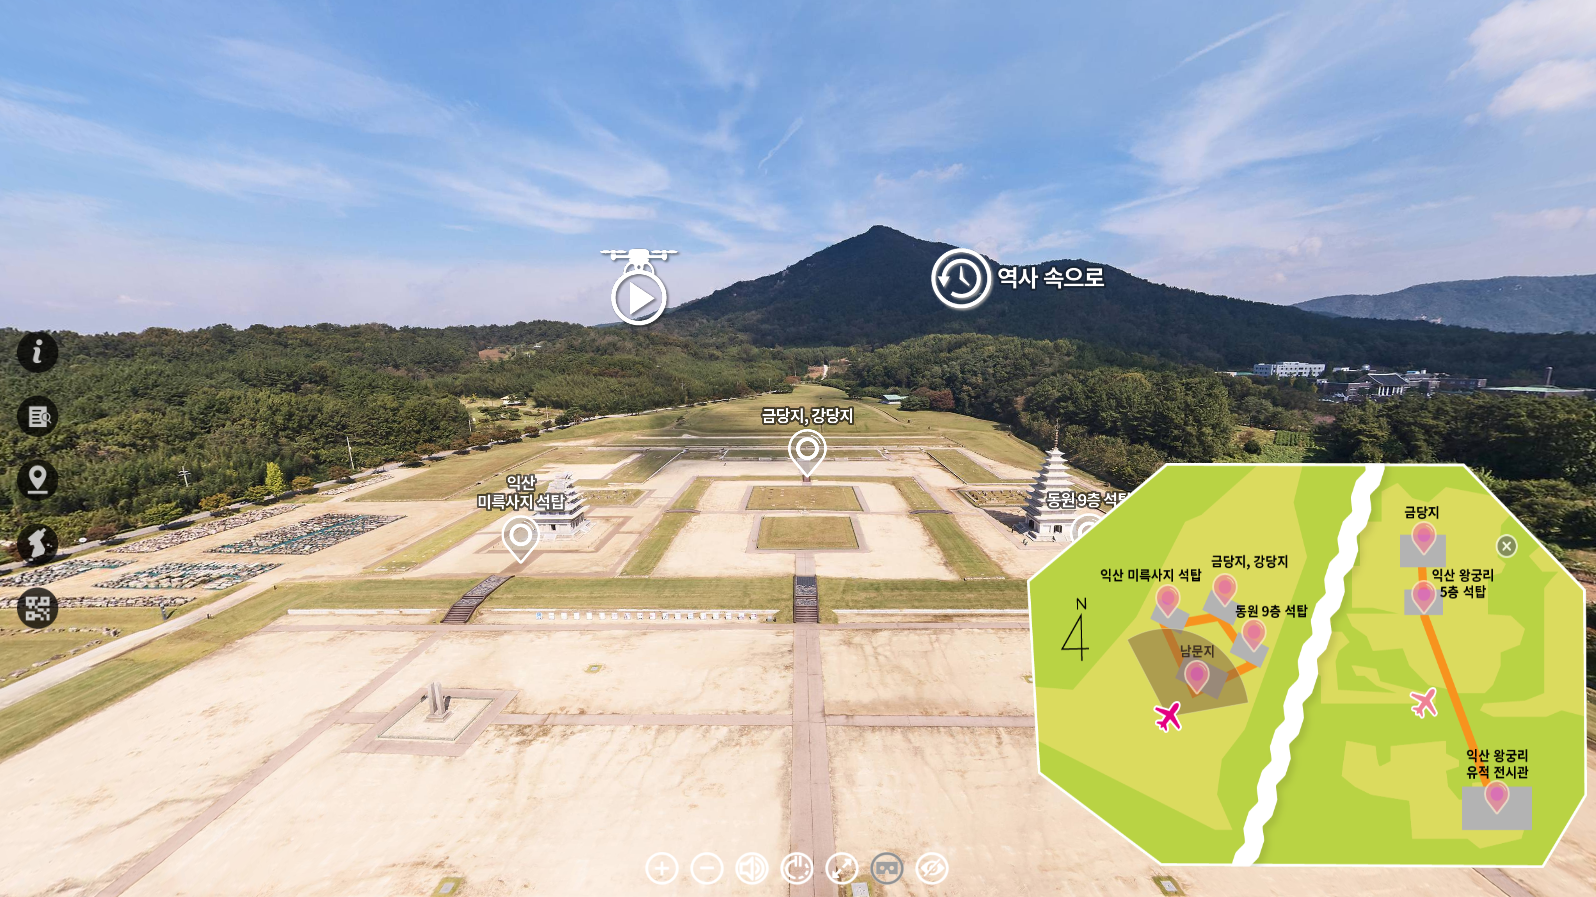 역사 속으로
금당지, 강당지
익산
미륵사지 석탑
동원 9층 석탑
금당지
익산 왕궁리
5층 석탑
금당지, 강당지
익산 미륵사지 석탑
동원 9층 석탑
남문지
N
익산 왕궁리
유적 전시관